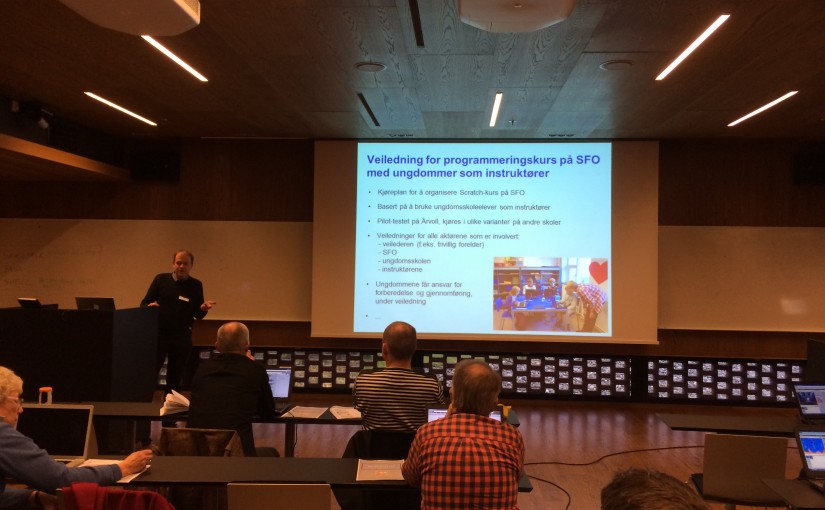 Veiledning for programmeringskurs på SFO
med ungdommer som instruktører
• Kjøreplan for å organisere Scratch-kurs på SFO
• Basert på å bruke ungdomsskoleelever som instruktører
• Pilot-testet på Årvoll, kjøres i ulike varianter på andre skoler
• Veiledninger for alle aktørene som er involvert:
- veilederen (f.eks. frivillig forelder)
- SFO
- ungdomsskolen
- instruktørene
• Ungdommene får ansvar for
forberedelse og gjennomføring,
under veiledning
• ...